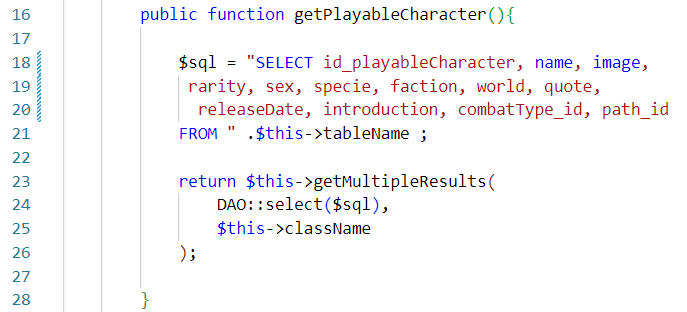 16 public function getPlayableCharacter(){
17
18 $sql = "SELECT id_playableCharacter, name, image,
19 rarity, sex, specie, faction, world, quote,
20 releaseDate, introduction, combatType_id, path_id
21 FROM " .$this->tableName ;
22
23 return $this->getMultipleResults(
24 DAO::select($sql),
25 $this->className
26 );
27
28 }